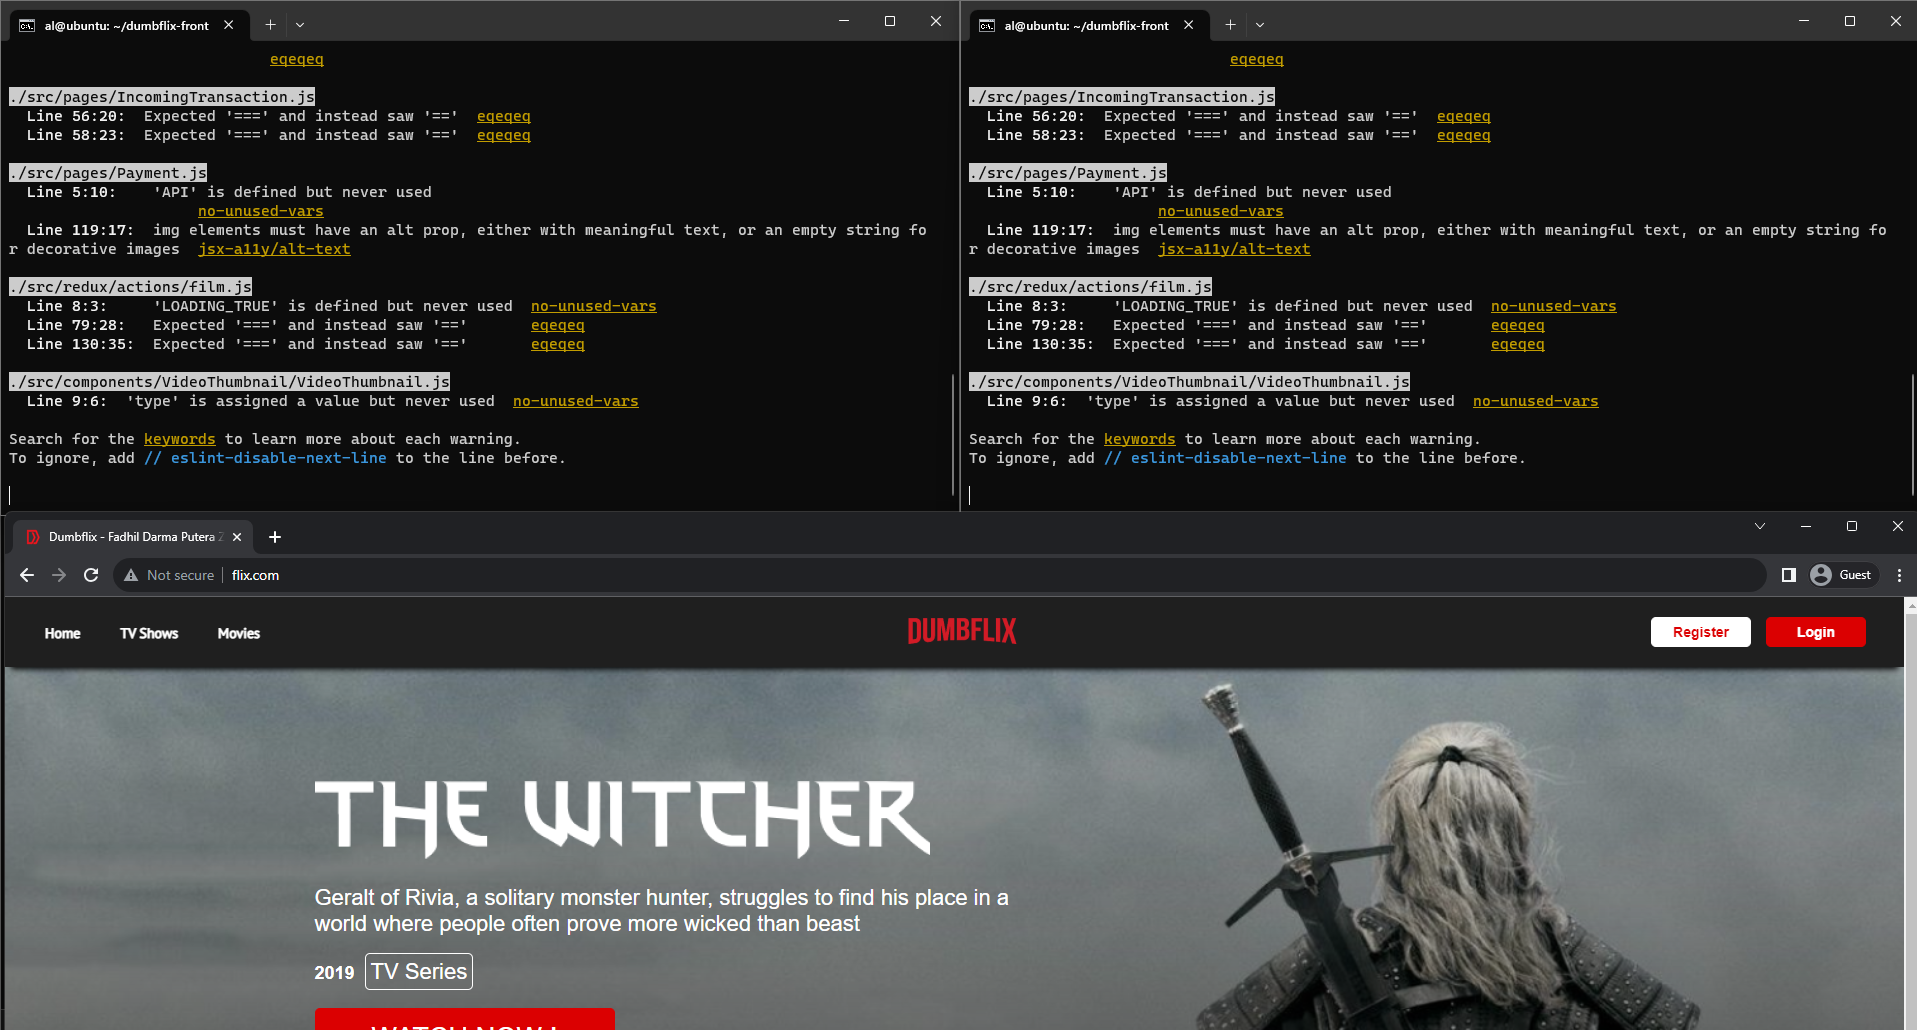 al@ubuntu: ~/dumbflix-front
eqeqeq
./src/pages/IncomingTransaction.js
Line 56:20:  Expected '===' and instead saw '=='  eqeqeq
Line 58:23:  Expected '===' and instead saw '=='  eqeqeq
./src/pages/Payment.js
Line 5:10:    'API' is defined but never used
no-unused-vars
Line 119:17:  img elements must have an alt prop, either with meaningful text, or an empty string fo
r decorative images  jsx-a11y/alt-text
./src/redux/actions/film.js
Line 8:3:     'LOADING_TRUE' is defined but never used  no-unused-vars
Line 79:28:   Expected '===' and instead saw '=='       eqeqeq
Line 130:35:  Expected '===' and instead saw '=='       eqeqeq
./src/components/VideoThumbnail/VideoThumbnail.js
Line 9:6:  'type' is assigned a value but never used  no-unused-vars
Search for the keywords to learn more about each warning.
To ignore, add // eslint-disable-next-line to the line before.
al@ubuntu: ~/dumbflix-front
eqeqeq
./src/pages/IncomingTransaction.js
Line 56:20:  Expected '===' and instead saw '=='  eqeqeq
Line 58:23:  Expected '===' and instead saw '=='  eqeqeq
./src/pages/Payment.js
Line 5:10:    'API' is defined but never used
no-unused-vars
Line 119:17:  img elements must have an alt prop, either with meaningful text, or an empty string fo
r decorative images  jsx-a11y/alt-text
./src/redux/actions/film.js
Line 8:3:     'LOADING_TRUE' is defined but never used  no-unused-vars
Line 79:28:   Expected '===' and instead saw '=='       eqeqeq
Line 130:35:  Expected '===' and instead saw '=='       eqeqeq
./src/components/VideoThumbnail/VideoThumbnail.js
Line 9:6:  'type' is assigned a value but never used  no-unused-vars
Search for the keywords to learn more about each warning.
To ignore, add // eslint-disable-next-line to the line before.
Dumbflix - Fadhil Darma Putera Z
Not secure | flix.com
Guest
Home TV Shows Movies DUMBFLIX Register Login
THE WITCHER
Geralt of Rivia, a solitary monster hunter, struggles to find his place in a
world where people often prove more wicked than beast
2019 TV Series
WATCH NOW !